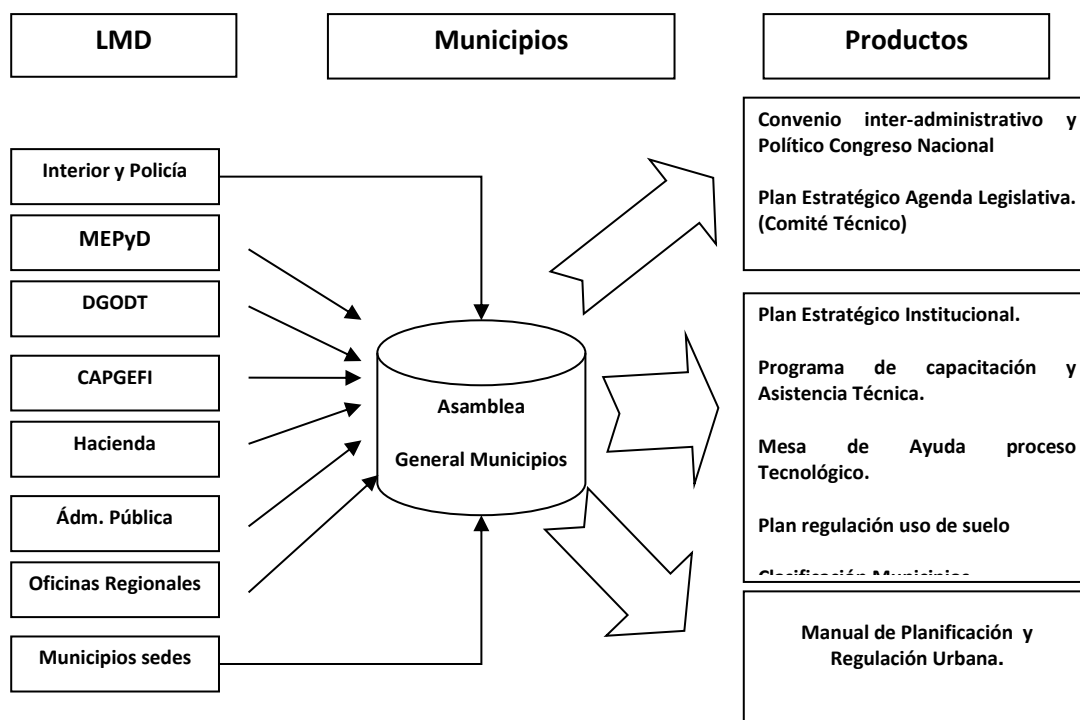 LMD
Municipios
Productos
Interior y Policía
MEPyD
DGODT
CAPGEFI
Hacienda
Ádm. Pública
Oficinas Regionales
Municipios sedes
Asamblea
General Municipios
Convenio inter-administrativo y
Político Congreso Nacional
Plan Estratégico Agenda Legislativa.
(Comité Técnico)
Plan Estratégico Institucional.
Programa de capacitación y
Asistencia Técnica.
Mesa de Ayuda proceso
Tecnológico.
Plan regulación uso de suelo
Manual de Planificación y
Regulación Urbana.